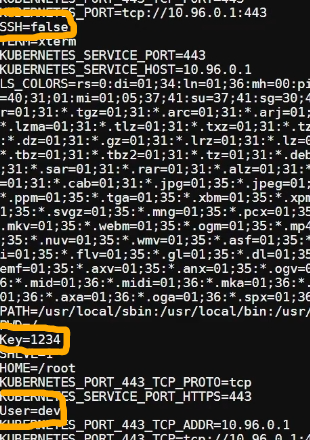 KUBERNETES_PORT=tcp://10.96.0.1:443
SSH=false
TERM=xterm
KUBERNETES_SERVICE_PORT=443
KUBERNETES_SERVICE_HOST=10.96.0.1
LS_COLORS=rs=0:di=01;34:ln=01;36:mh=00:pi
=40;31;01:mi=01;05;37;41:su=37;41:sg=30;4
r=01;31:*.tgz=01;31:*.arc=01;31:*.arj=01;
*.lzma=01;31:*.tlz=01;31:*.txz=01;31:*.tz
:*.dz=01;31:*.gz=01;31:*.lrz=01;31:*.lz=0
*.tbz=01;31:*.tbz2=01;31:*.tz=01;31:*.deb
;31:*.sar=01;31:*.rar=01;31:*.alz=01;31:*
=01;31:*.cab=01;31:*.jpg=01;35:*.jpeg=01;
*.ppm=01;35:*.tga=01;35:*.xbm=01;35:*.xpm
1;35:*.svgz=01;35:*.mng=01;35:*.pcx=01;35
.mkv=01;35:*.webm=01;35:*.ogm=01;35:*.mp4
;35:*.nuv=01;35:*.wmv=01;35:*.asf=01;35:*
i=01;35:*.flv=01;35:*.gl=01;35:*.dl=01;35
emf=01;35:*.axv=01;35:*.anx=01;35:*.ogv=0
6:*.mid=01;36:*.midi=01;36:*.mka=01;36:*.
01;36:*.axa=01;36:*.oga=01;36:*.spx=01;36
PATH=/usr/local/sbin:/usr/local/bin:/usr/
PWD=/
Key=1234
SHLVL=1
HOME=/root
KUBERNETES_PORT_443_TCP_PROTO=tcp
KUBERNETES_SERVICE_PORT_HTTPS=443
User=dev
KUBERNETES_PORT_443_TCP_ADDR=10.96.0.1
KUBERNETES_PORT_443_TCP=tcp://10.96.0.1:4